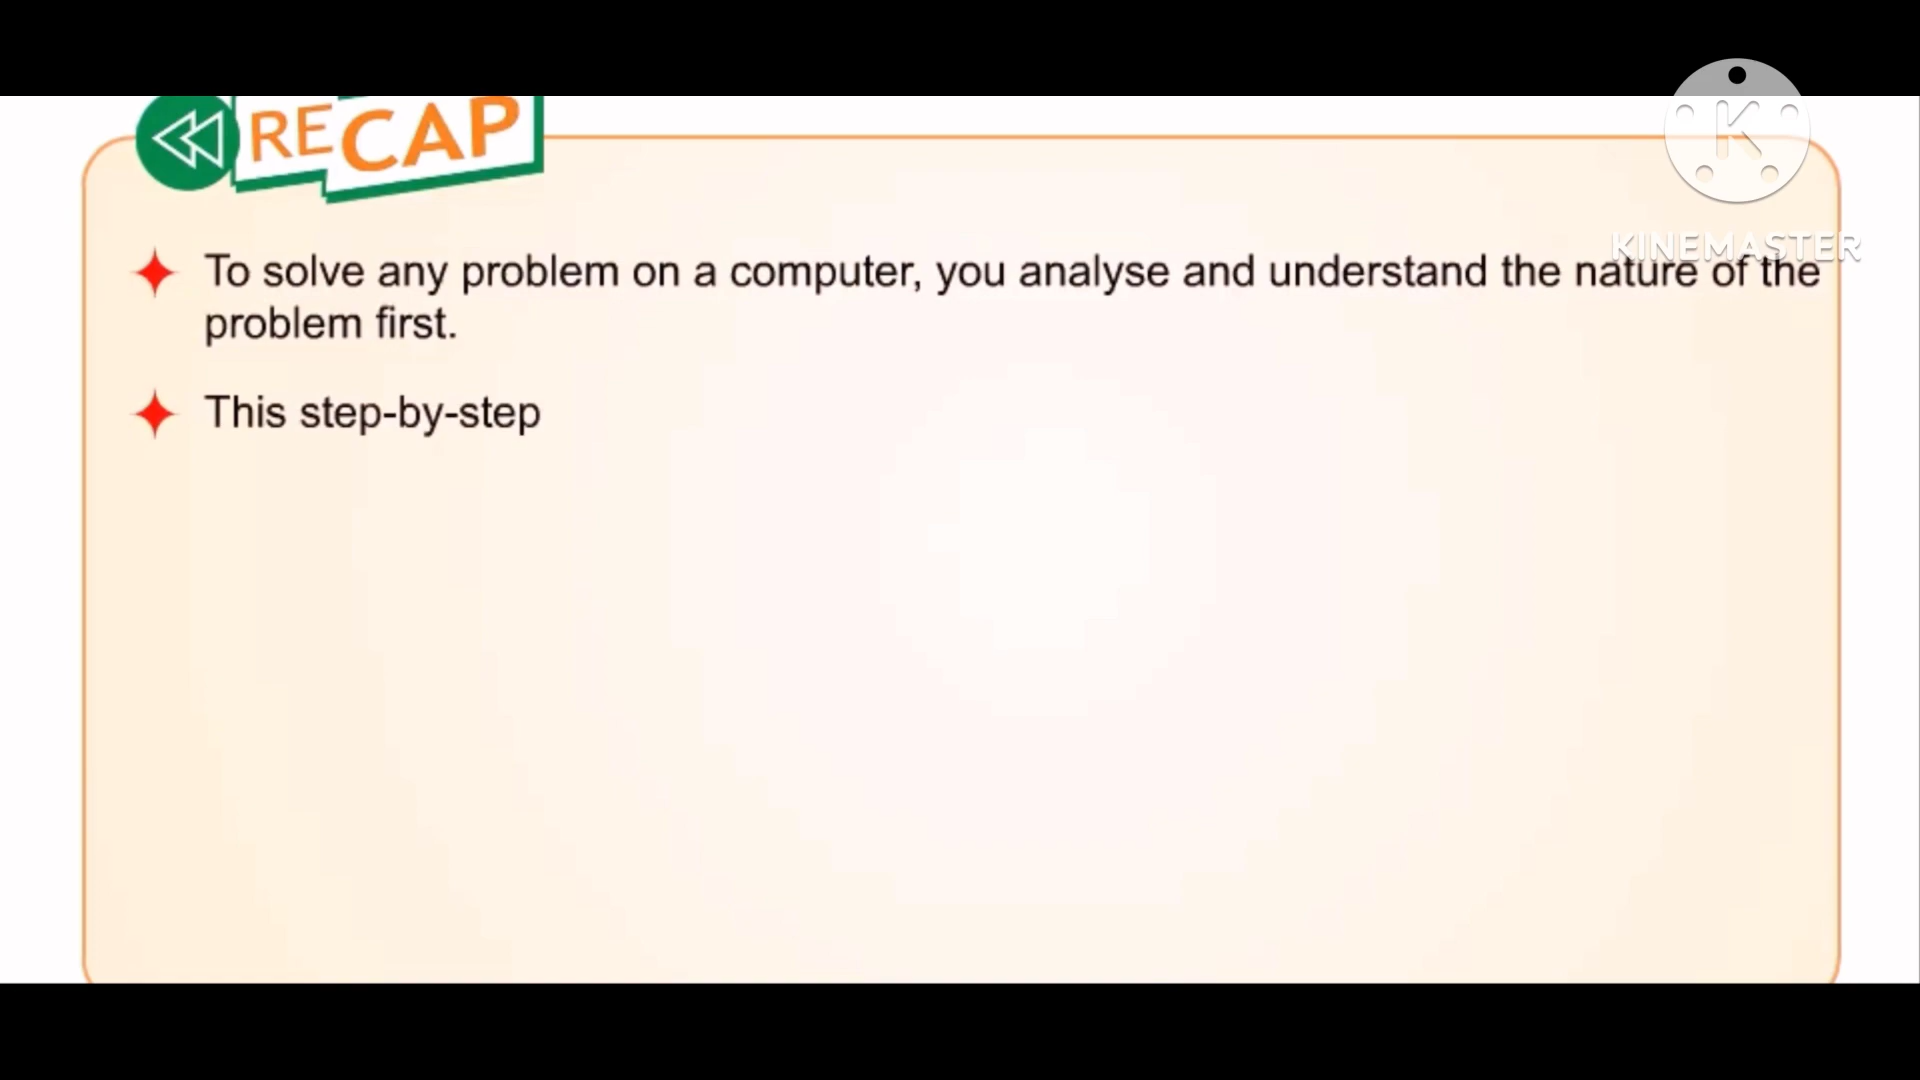 RECAP
KINEMASTER
To solve any problem on a computer, you analyse and understand the nature of the
problem first.
This step-by-step